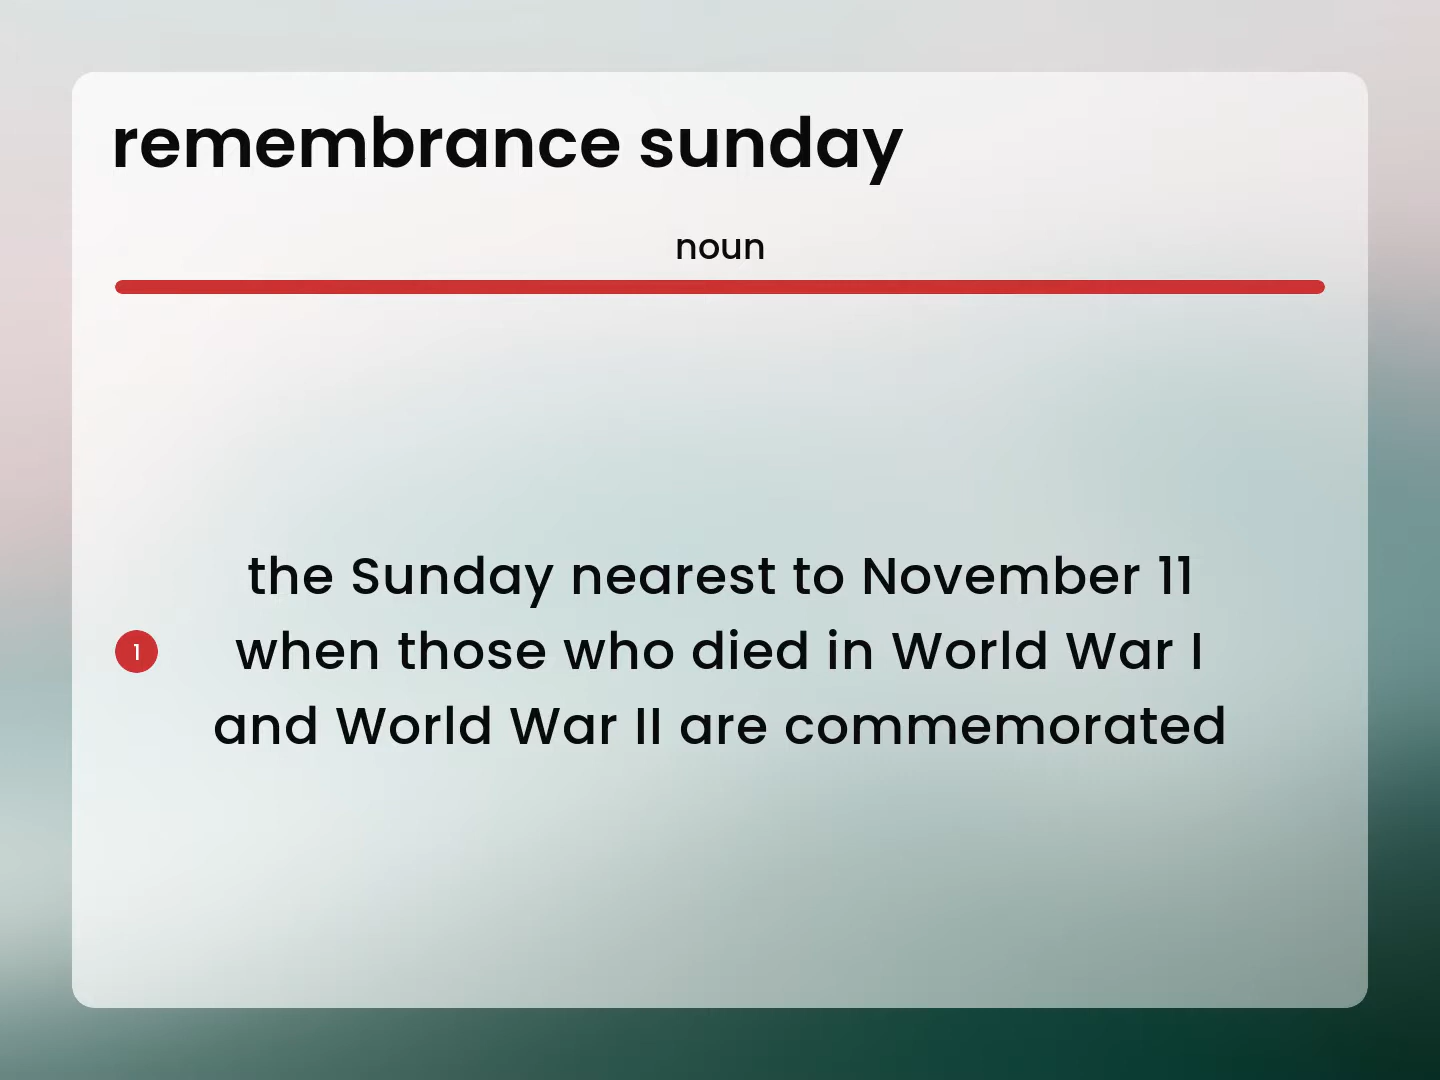 remembrance sunday
noun
the Sunday nearest to November 11
1
when those who died in World War I
and World War II are commemorated